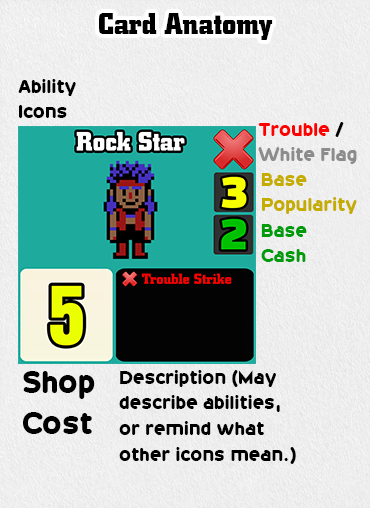 Card Anatomy
Ability
Icons
Rock Star
Trouble /
White Flag
3
Base
Popularity
2
Base
Cash
5
Trouble Strike
Shop
Cost
Description (May
describe abilities,
or remind what
other icons mean.)